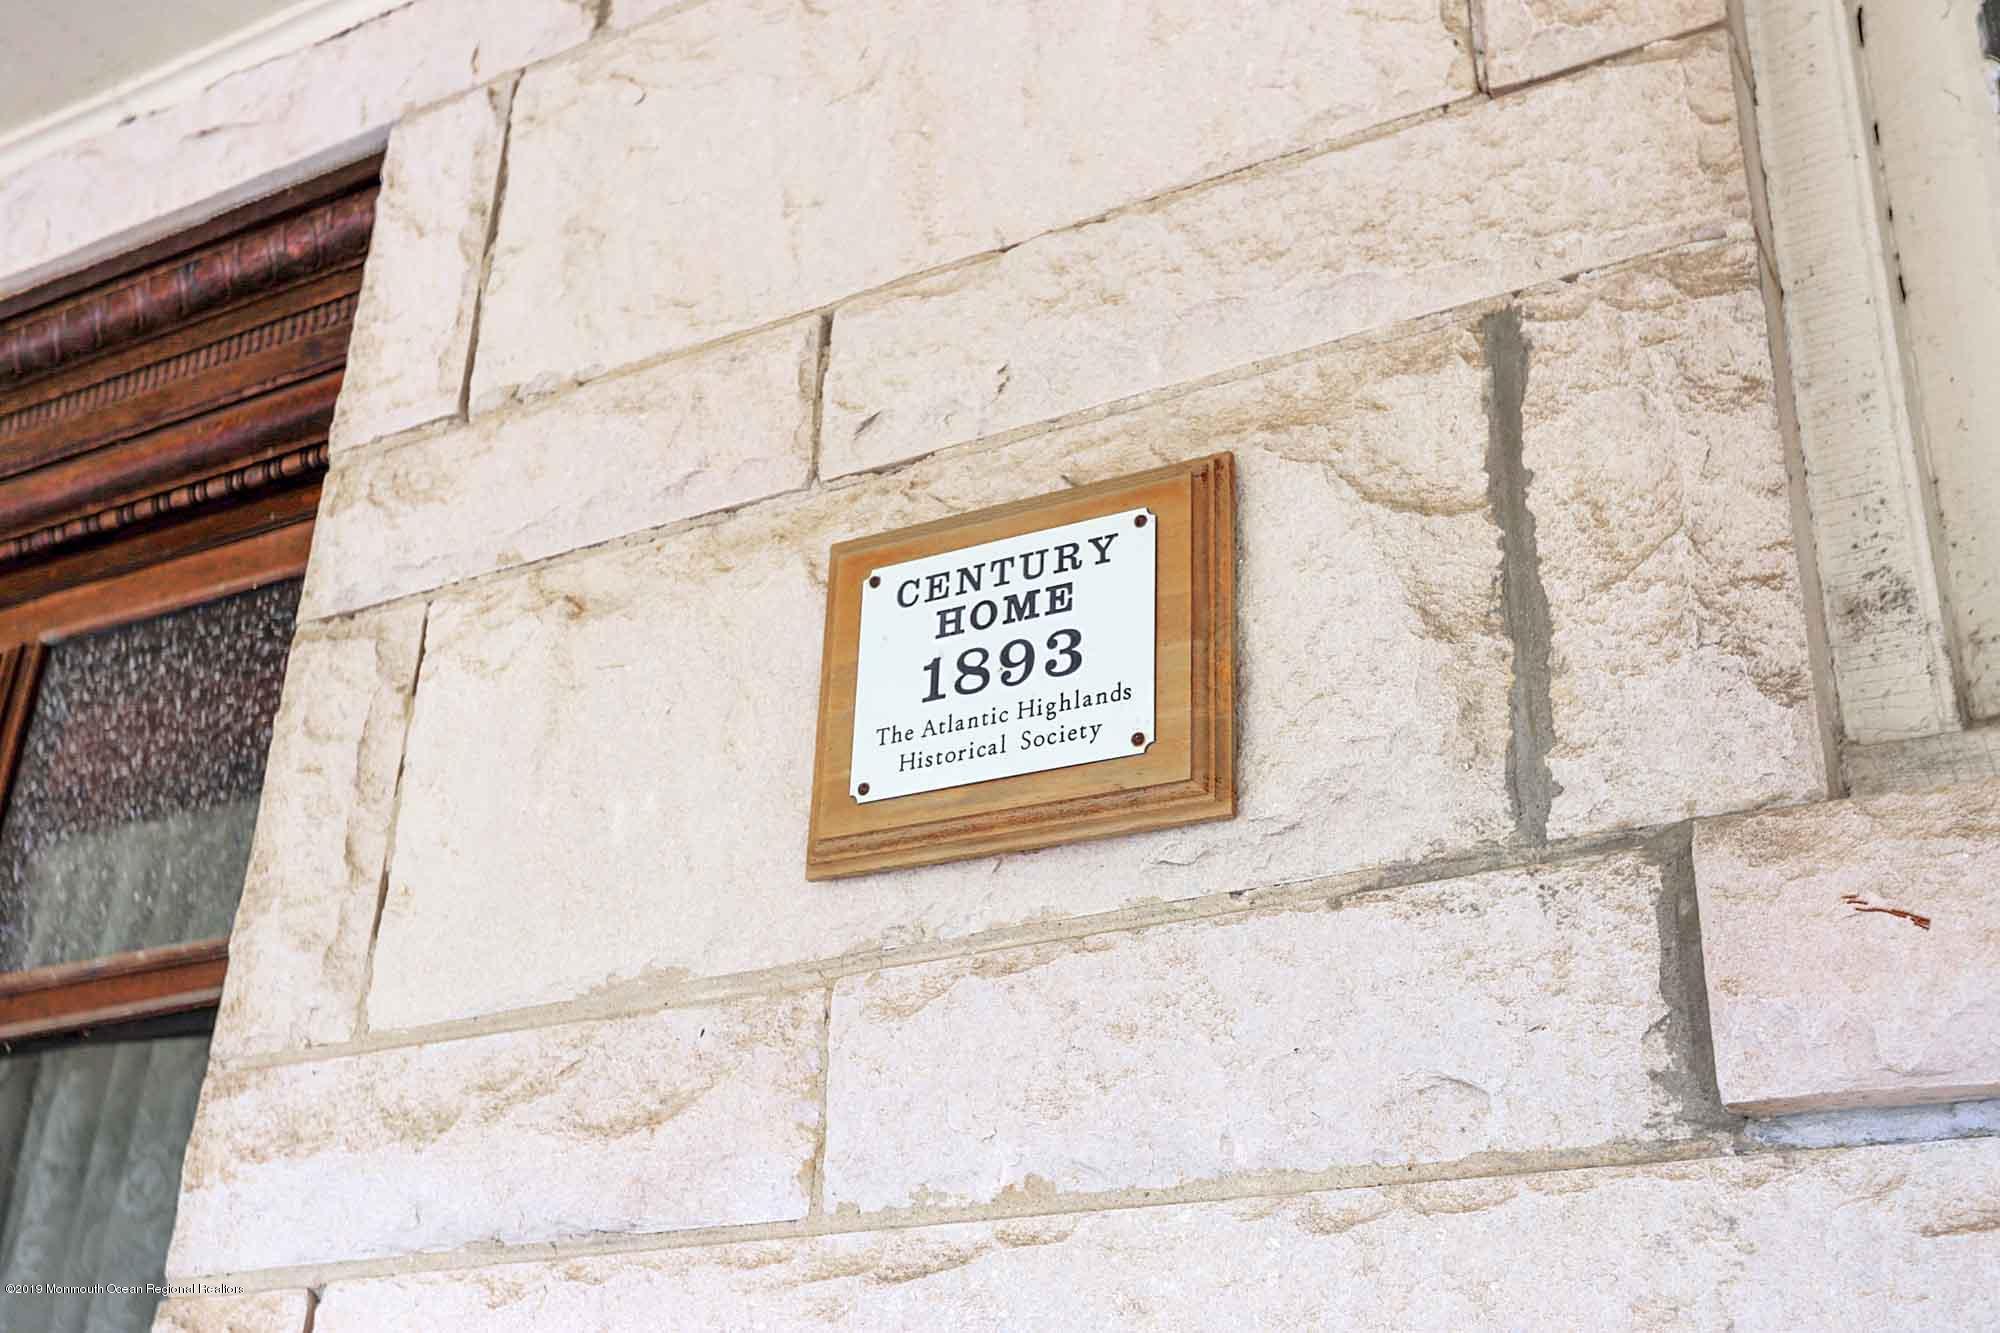 CENTURY
HOME
1893
The Atlantic Highlands
Historical Society
©2019 Monmouth Ocean Regional Realtors